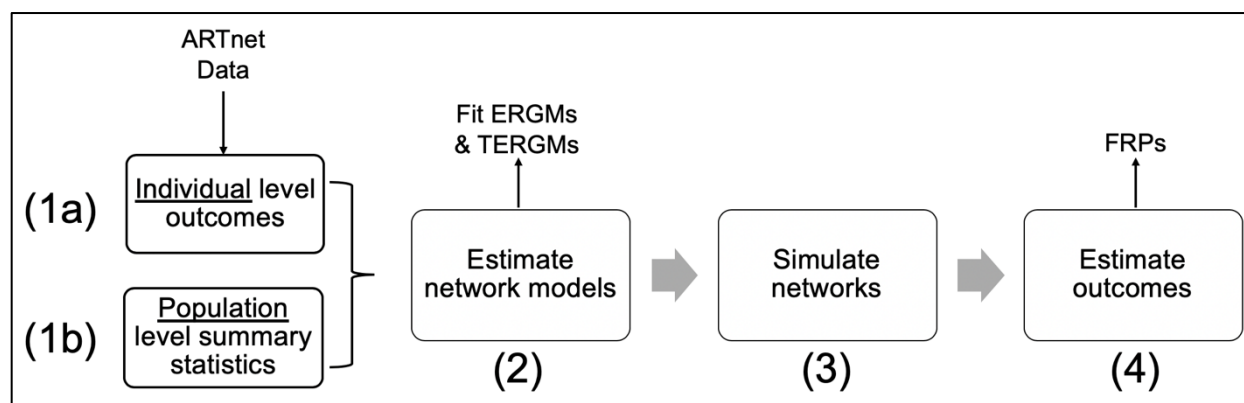 ARTnet
Data
(1a)
Individual level
outcomes
(1b)
Population
level summary
statistics
Fit ERGMs
& TERGMs
Estimate
network models
(2)
Simulate
networks
(3)
FRPs
Estimate
outcomes
(4)